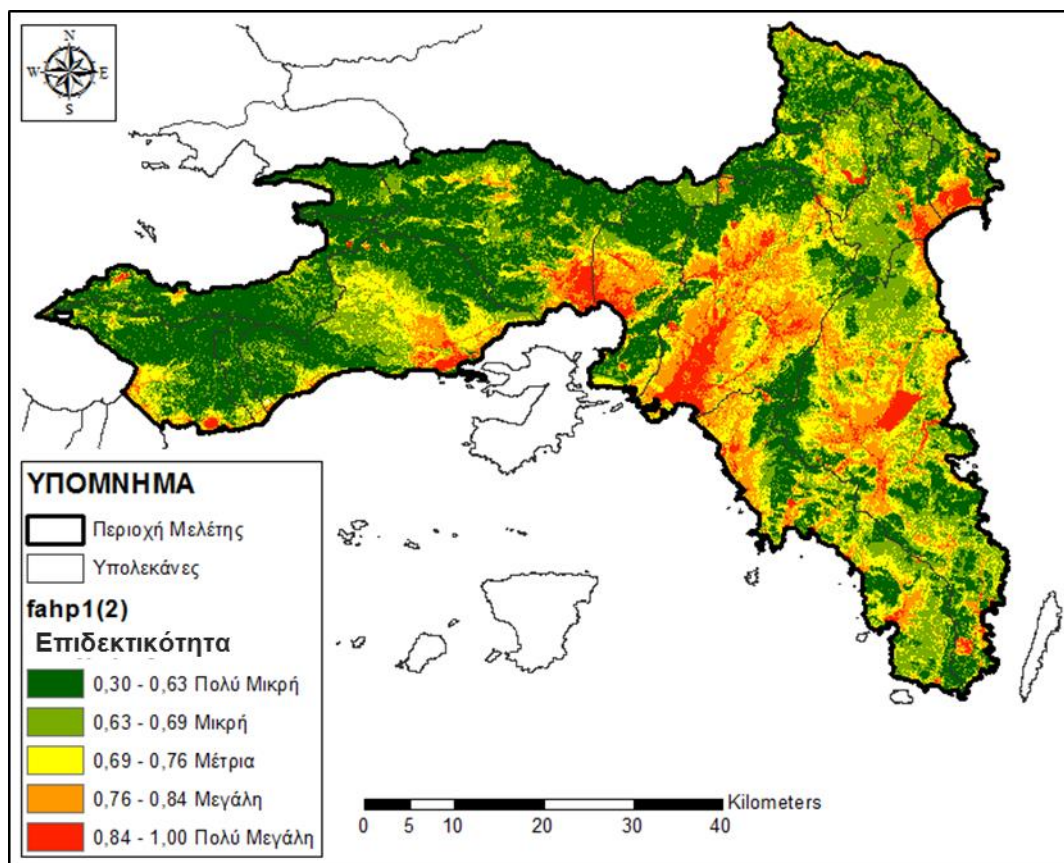 N
W E
S
ΥΠΟΜΝΗΜΑ
Περιοχή Μελέτης
Υπολεκάνες
fahp1(2)
Επιδεκτικότητα
0,30 - 0,63 Πολύ Μικρή
0,63 - 0,69 Μικρή
0,69 - 0,76 Μέτρια
0,76 - 0,84 Μεγάλη
0,84 - 1,00 Πολύ Μεγάλη
Kilometers
0 5 10 20 30 40